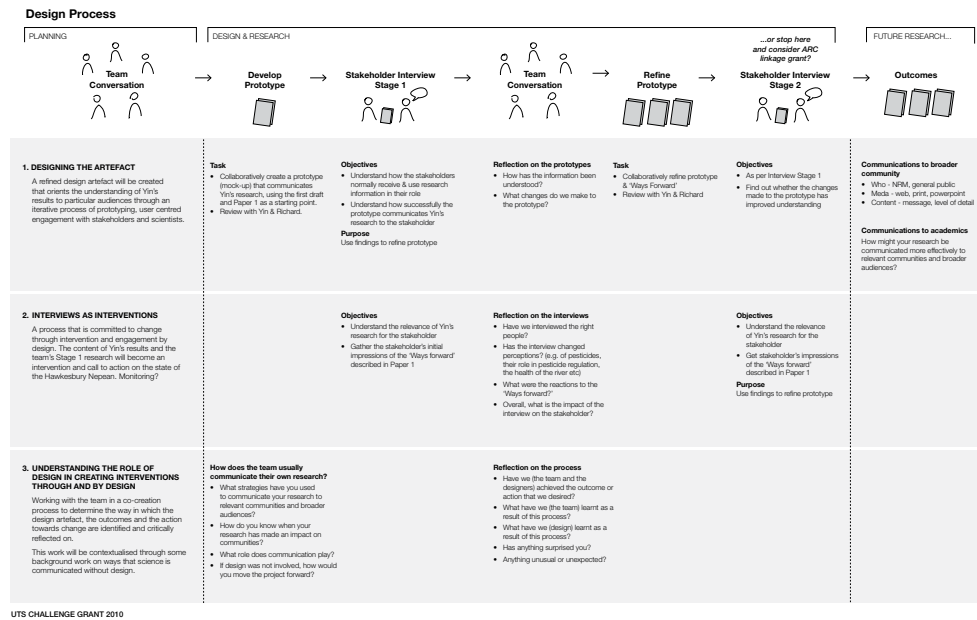 Design Process
PLANNING
DESIGN & RESEARCH
...or stop here
and consider ARC
linkage grant?
FUTURE RESEARCH...
Team
Conversation
Develop
Prototype
Stakeholder Interview
Stage 1
Team
Conversation
Refine
Prototype
Stakeholder Interview
Stage 2
Outcomes
1. DESIGNING THE ARTEFACT
A refined design artefact will be created
that orients the understanding of Yin's
results to particular audiences through an
iterative process of prototyping, user centred
engagement with stakeholders and scientists.
Task
• Collaboratively create a prototype
(mock-up) that communicates
Yin's research, using the first draft
and Paper 1 as a starting point.
• Review with Yin & Richard.
Objectives
• Understand how the stakeholders
normally receive & use research
information in their role
• Understand how successfully the
prototype communicates Yin's
research to the stakeholder
Purpose
Use findings to refine prototype
Reflection on the prototypes
• How has the information been
understood?
• What changes do we make to
the prototype?
Task
• Collaboratively refine prototype
& 'Ways Forward'
• Review with Yin & Richard
Objectives
• As per Interview Stage 1
• Find out whether the changes
made to the prototype has
improved understanding
Communications to broader
community
• Who - NRM, general public
• Meda - web, print, powerpoint
• Content - message, level of detail
Communications to academics
How might your research be
communicated more effectively to
relevant communities and broader
audiences?
2. INTERVIEWS AS INTERVENTIONS
A process that is committed to change
through intervention and engagement by
design. The content of Yin's results and the
team's Stage 1 research will become an
intervention and call to action on the state of
the Hawkesbury Nepean. Monitoring?
Objectives
• Understand the relevance of Yin's
research for the stakeholder
• Gather the stakeholder's initial
impressions of the 'Ways forward'
described in Paper 1
Reflection on the interviews
• Have we interviewed the right
people?
• Has the interview changed
perceptions? (e.g. of pesticides,
their role in pesticide regulation,
the health of the river etc)
• What were the reactions to the
'Ways forward?'
• Overall, what is the impact of the
interview on the stakeholder?
Objectives
• Understand the relevance
of Yin's research for the
stakeholder
• Get stakeholder's impressions
of the 'Ways forward'
described in Paper 1
Purpose
Use findings to refine prototype
3. UNDERSTANDING THE ROLE OF
DESIGN IN CREATING INTERVENTIONS
THROUGH AND BY DESIGN
Working with the team in a co-creation
process to determine the way in which the
design artefact, the outcomes and the action
towards change are identified and critically
reflected on.
This work will be contextualised through some
background work on ways that science is
communicated without design.
How does the team usually
communicate their own research?
• What strategies have you used
to communicate your research to
relevant communities and broader
audiences?
• How do you know when your
research has made an impact on
communities?
• What role does communication play?
• If design was not involved, how would
you move the project forward?
Reflection on the process
• Have we (the team and the
designers) achieved the outcome or
action that we desired?
• What have we (the team) learnt as a
result of this process?
• What have we (design) learnt as a
result of this process?
• Has anything surprised you?
• Anything unusual or unexpected?
UTS CHALLENGE GRANT 2010